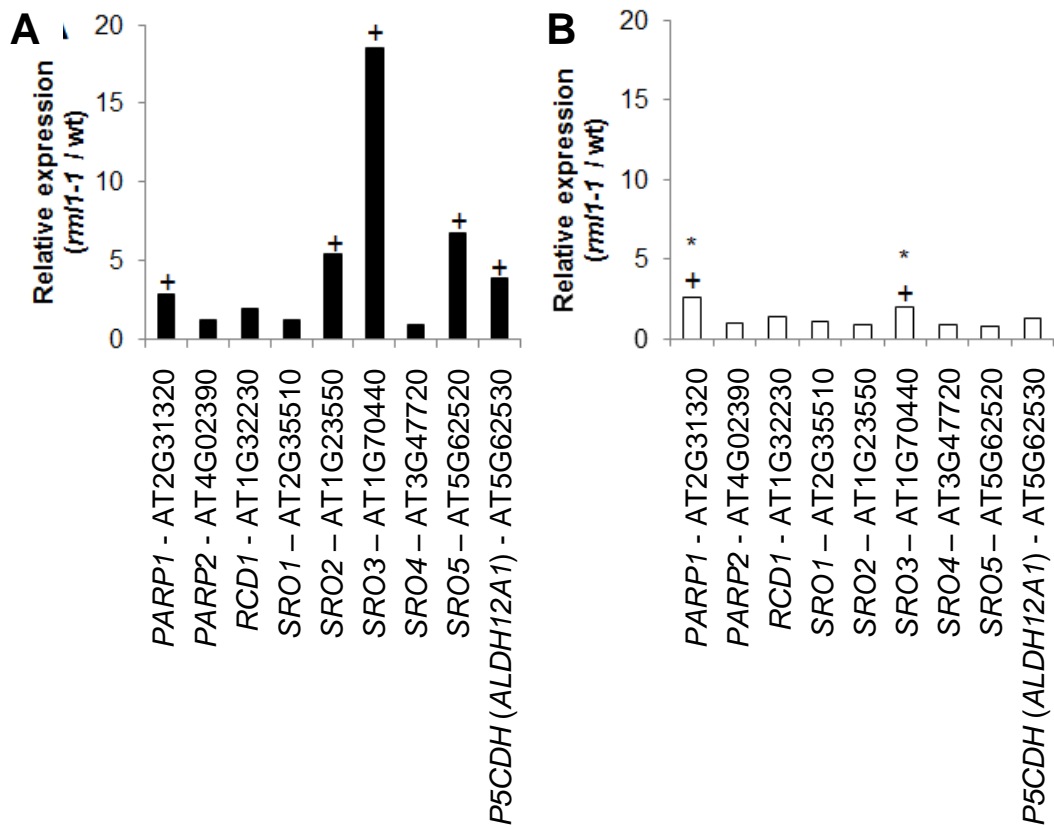 A
Relative expression
(rml1-1 / wt)
20
15
10
5
0
+
+
+
+
+
PARP1 - AT2G31320
PARP2 - AT4G02390
RCD1 - AT1G32230
SRO1 – AT2G35510
SRO2 – AT1G23550
SRO3 – AT1G70440
SRO4 – AT3G47720
SRO5 – AT5G62520
P5CDH (ALDH12A1) - AT5G62530
B
Relative expression
(rml1-1 / wt)
20
15
10
5
0
*
+
*
+
PARP1 - AT2G31320
PARP2 - AT4G02390
RCD1 - AT1G32230
SRO1 – AT2G35510
SRO2 – AT1G23550
SRO3 – AT1G70440
SRO4 – AT3G47720
SRO5 – AT5G62520
P5CDH (ALDH12A1) - AT5G62530